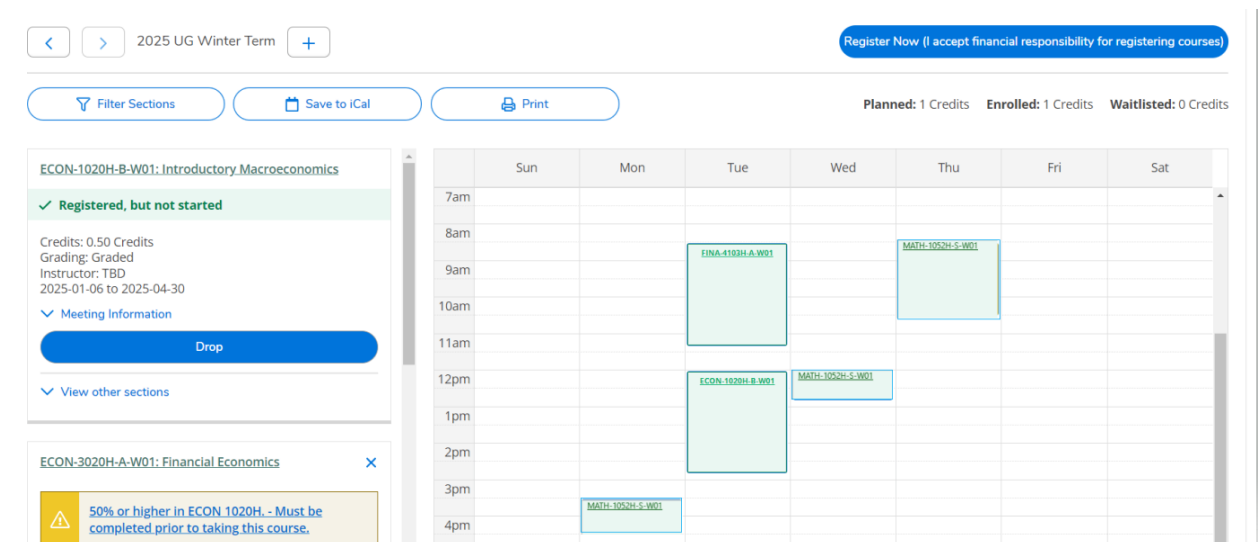 2025 UG Winter Term
Register Now (I accept financial responsibility for registering courses)
Filter Sections
Save to iCal
Print
Planned: 1 Credits Enrolled: 1 Credits Waitlisted: 0 Credits
ECON-1020H-B-W01: Introductory Macroeconomics
Registered, but not started
Credits: 0.50 Credits
Grading: Graded
Instructor: TBD
2025-01-06 to 2025-04-30
Meeting Information
Drop
View other sections
ECON-3020H-A-W01: Financial Economics
50% or higher in ECON 1020H. - Must be
completed prior to taking this course.
Sun Mon Tue Wed Thu Fri Sat
7am
8am
FINA-4103H-A-W01
MATH-1052H-S-W01
9am
10am
11am
12pm
ECON-1020H-B-W01
MATH-1052H-S-W01
1pm
2pm
3pm
MATH-1052H-S-W01
4pm